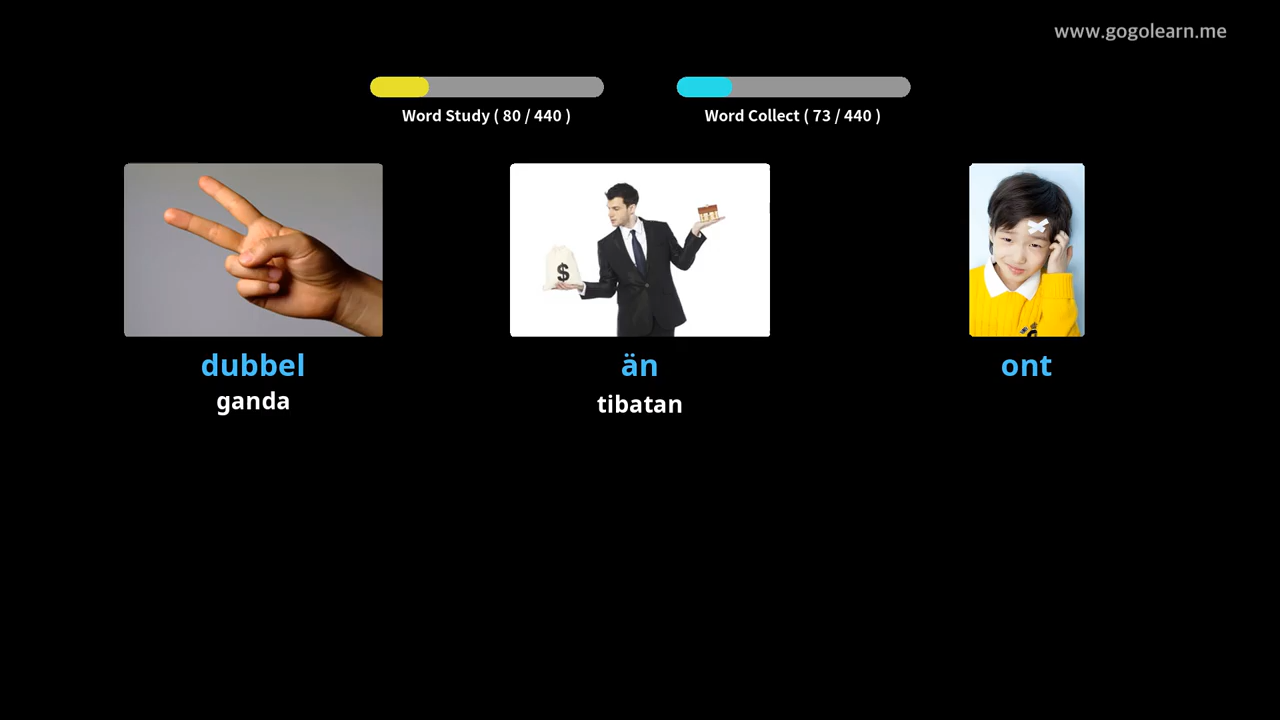 www.gogolearn.me
Word Study ( 80 / 440 )
Word Collect ( 73 / 440 )
$
dubbel
än
ont
ganda
tibatan